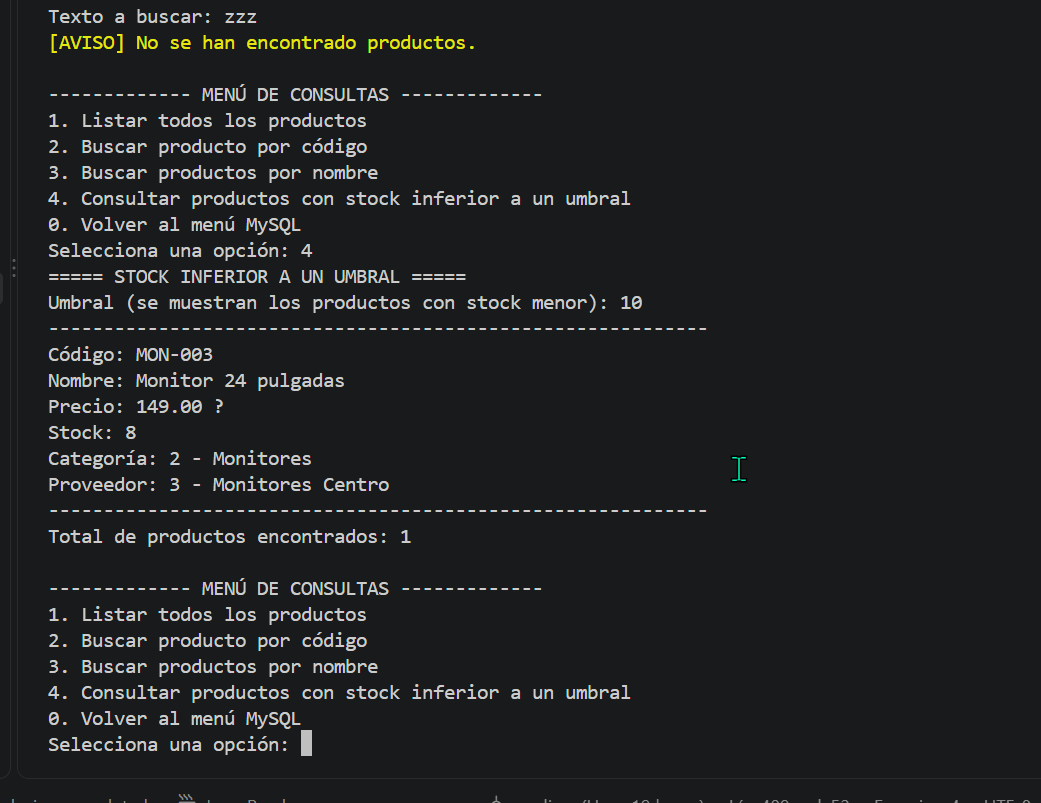 Texto a buscar: zzz
[AVISO] No se han encontrado productos.
------------- MENÚ DE CONSULTAS -------------
1. Listar todos los productos
2. Buscar producto por código
3. Buscar productos por nombre
4. Consultar productos con stock inferior a un umbral
0. Volver al menú MySQL
Selecciona una opción: 4
===== STOCK INFERIOR A UN UMBRAL =====
Umbral (se muestran los productos con stock menor): 10
------------------------------------------------------------
Código: MON-003
Nombre: Monitor 24 pulgadas
Precio: 149.00 ?
Stock: 8
Categoría: 2 - Monitores
Proveedor: 3 - Monitores Centro
------------------------------------------------------------
Total de productos encontrados: 1
------------- MENÚ DE CONSULTAS -------------
1. Listar todos los productos
2. Buscar producto por código
3. Buscar productos por nombre
4. Consultar productos con stock inferior a un umbral
0. Volver al menú MySQL
Selecciona una opción: